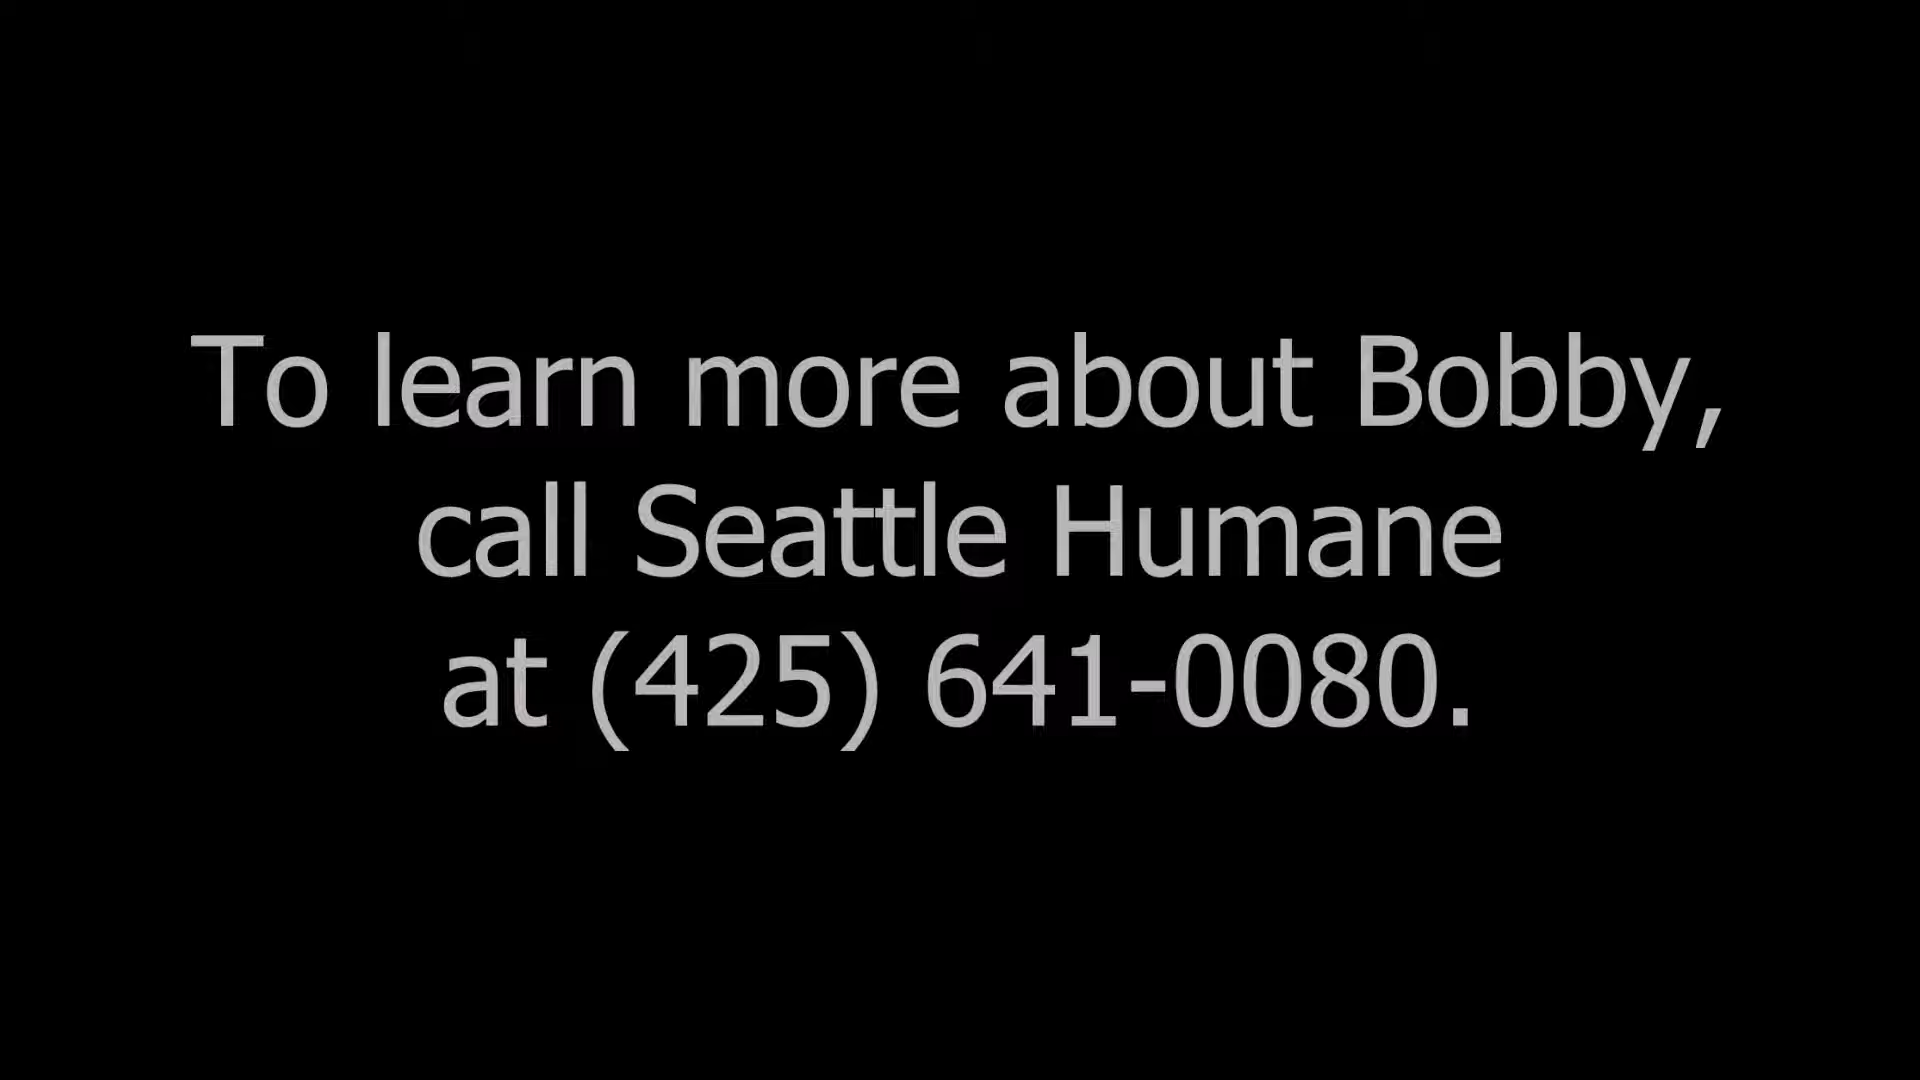 To learn more about Bobby,
call Seattle Humane
at (425) 641-0080.